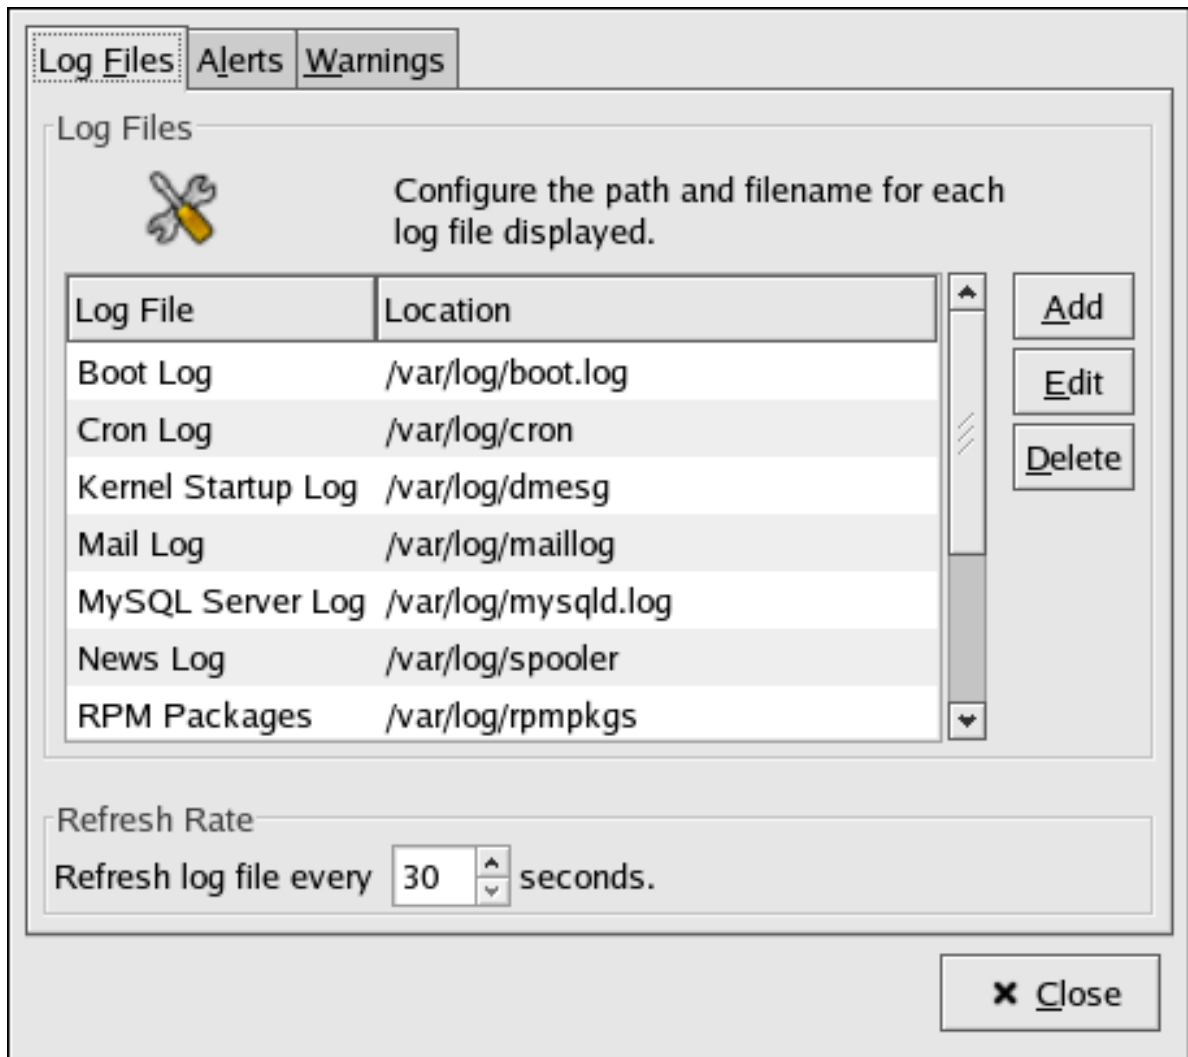 Log Files Alerts Warnings
Log Files
Configure the path and filename for each
log file displayed.
Log File Location
Boot Log /var/log/boot.log
Cron Log /var/log/cron
Kernel Startup Log /var/log/dmesg
Mail Log /var/log/maillog
MySQL Server Log /var/log/mysqld.log
News Log /var/log/spooler
RPM Packages /var/log/rpmpkgs
Add
Edit
Delete
Refresh Rate
Refresh log file every 30 seconds.
Close